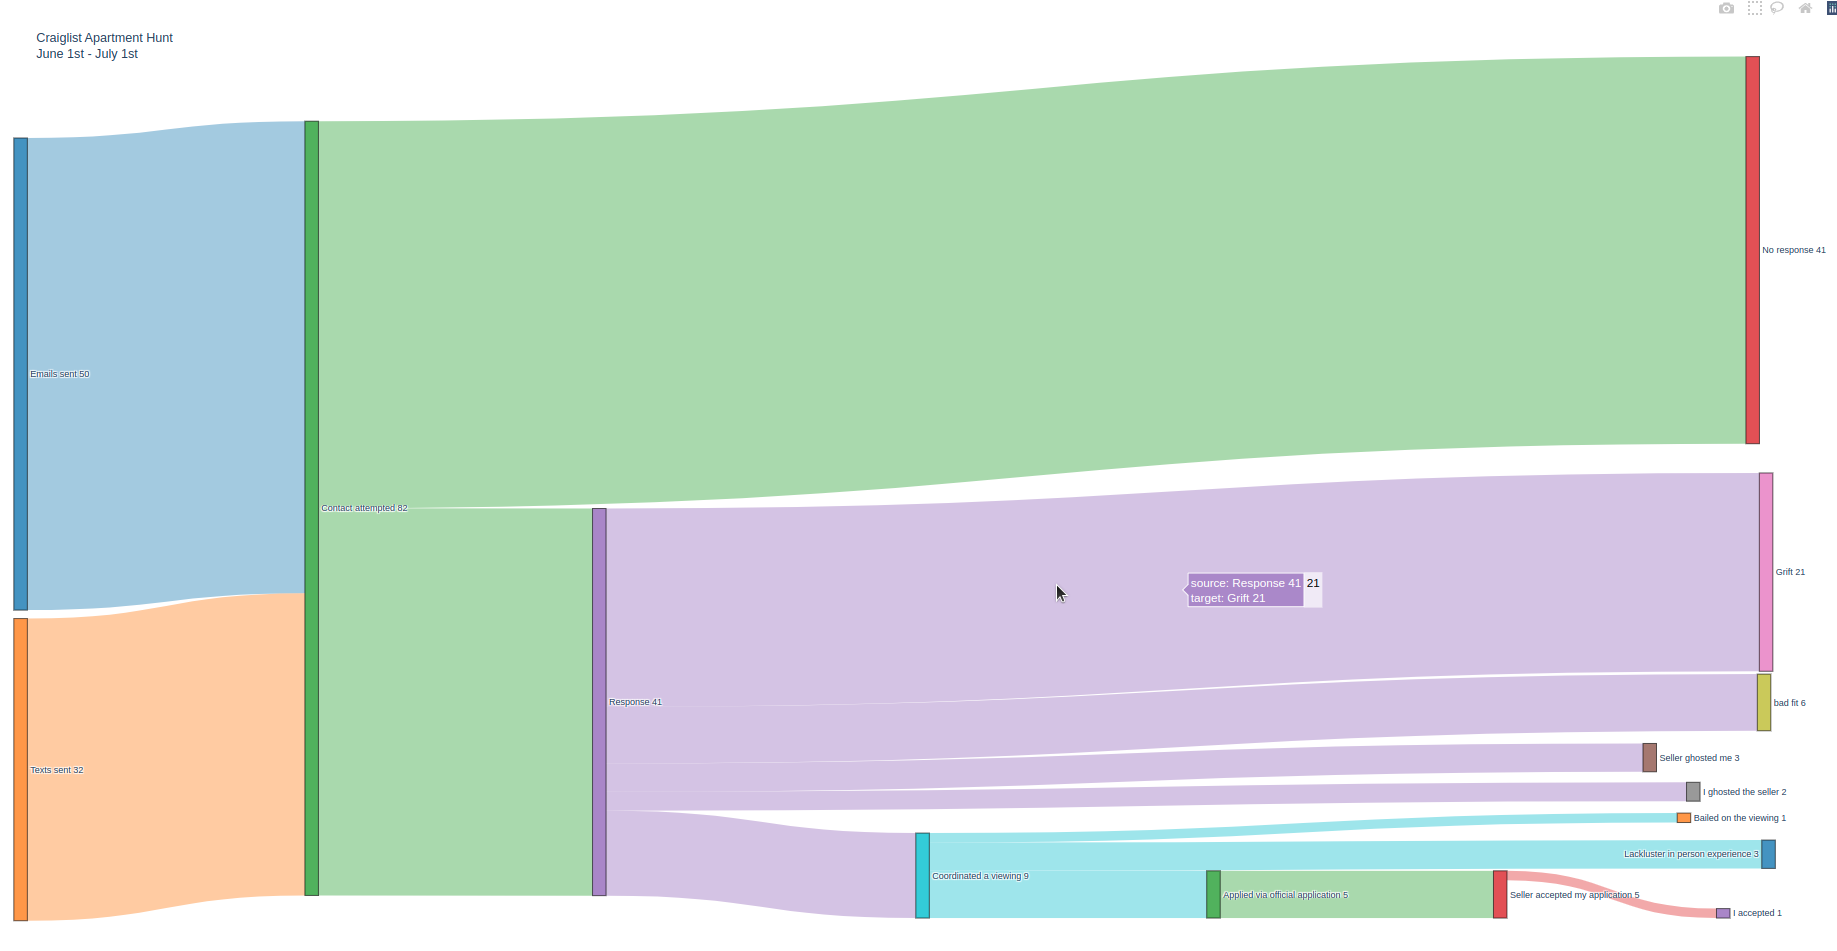 Craiglist Apartment Hunt
June 1st - July 1st
Emails sent 50
Texts sent 32
Contact attempted 82
Response 41
source: Response 41 21
target: Grift 21
No response 41
Grift 21
bad fit 6
Seller ghosted me 3
I ghosted the seller 2
Bailed on the viewing 1
Lackluster in person experience 3
Coordinated a viewing 9
Applied via official application 5
Seller accepted my application 5
I accepted 1